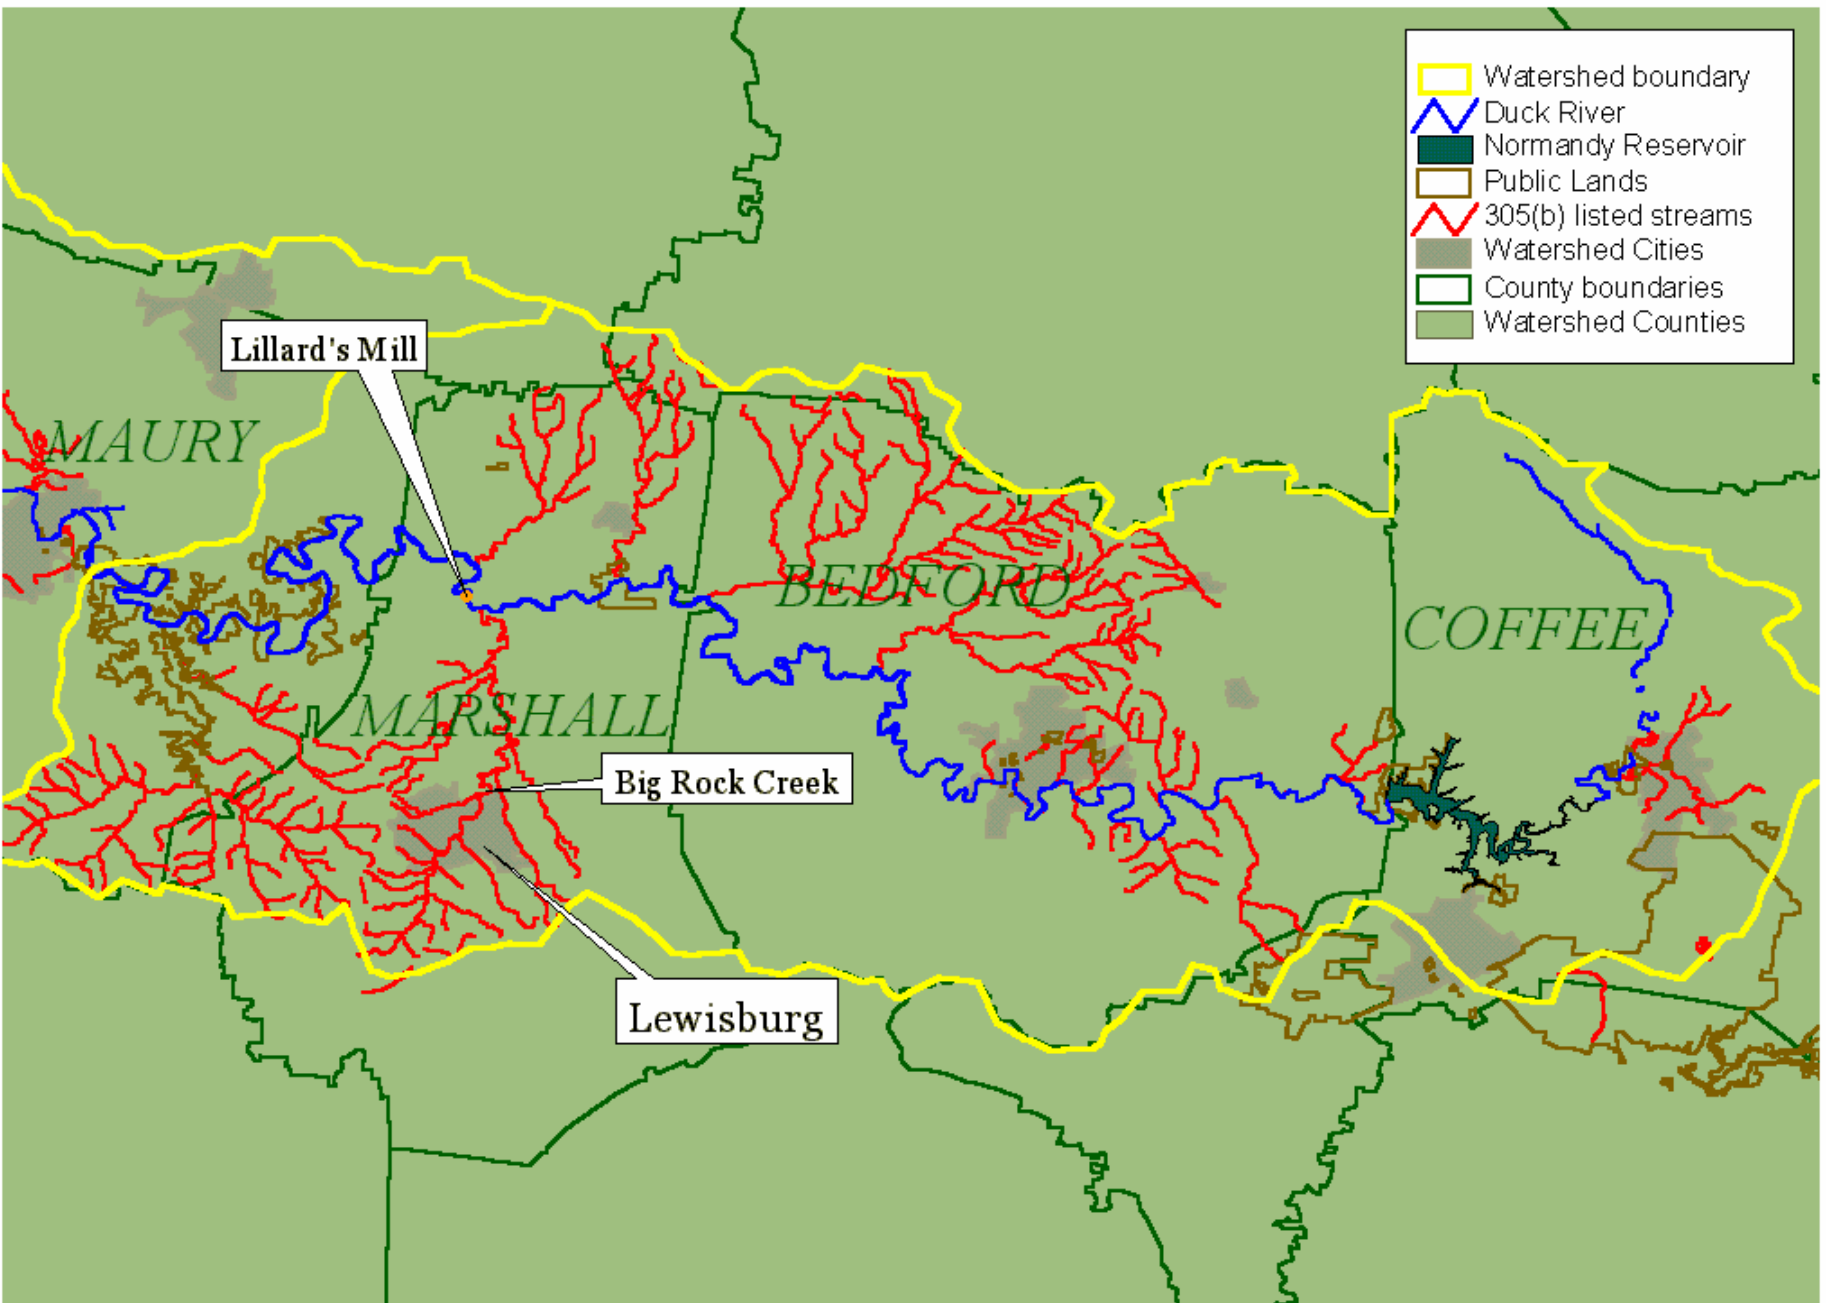 Watershed boundary
Duck River
Normandy Reservoir
Public Lands
305(b) listed streams
Watershed Cities
County boundaries
Watershed Counties
Lillard's Mill
MAURY
BEDFORD
COFFEE
MARSHALL
Big Rock Creek
Lewisburg